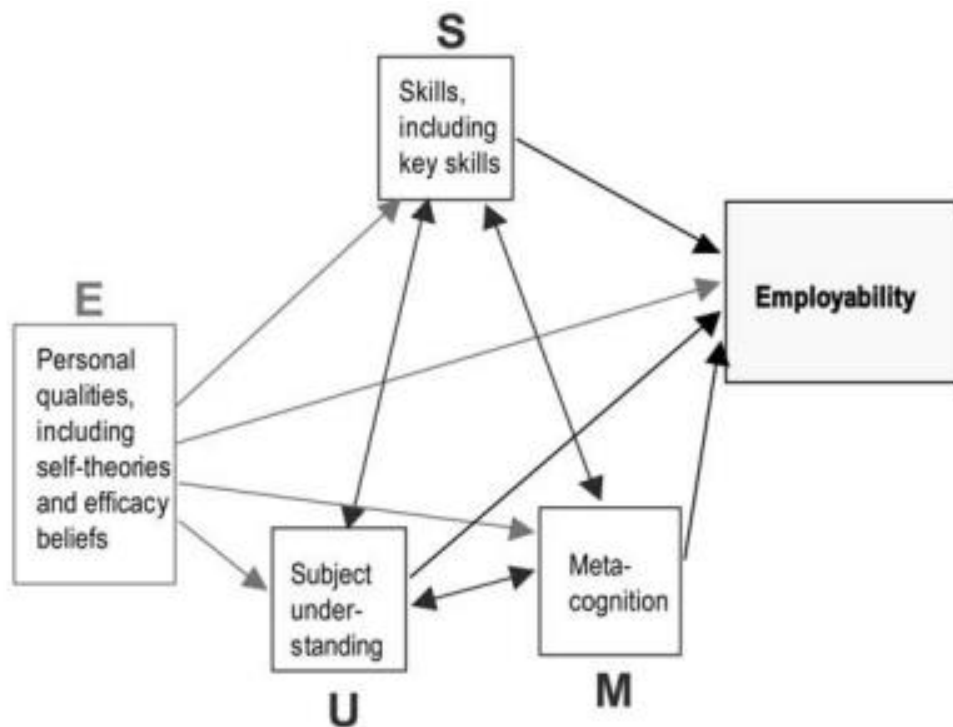 S
Skills,
including
key skills
E
Personal
qualities,
including
self-theories
and efficacy
beliefs
Employability
Subject
under-
standing
U
Meta-
cognition
M